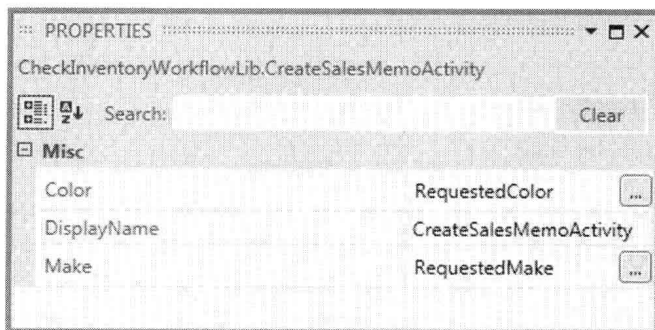 PROPERTIES
CheckInventoryWorkflowLib.CreateSalesMemoActivity
Search: Clear
Misc
Color RequestedColor ...
DisplayName CreateSalesMemoActivity
Make RequestedMake ...